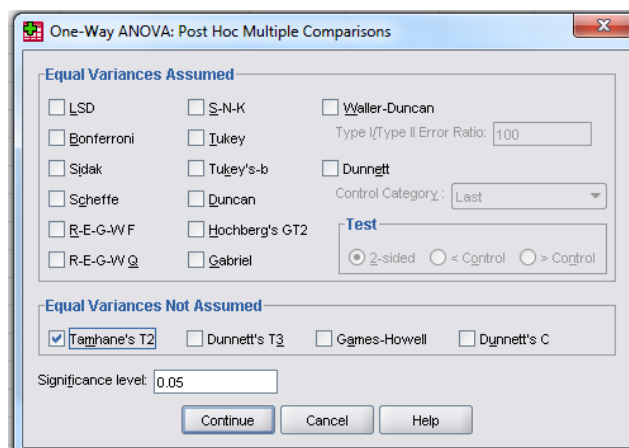 One-Way ANOVA: Post Hoc Multiple Comparisons
Equal Variances Assumed
LSD
S-N-K
Waller-Duncan
Type I/Type II Error Ratio: 100
Bonferroni
Tukey
Sidak
Tukey's-b
Dunnett
Control Category : Last
Scheffe
Duncan
R-E-G-W F
Hochberg's GT2
Test
2-sided < Control > Control
R-E-G-W Q
Gabriel
Equal Variances Not Assumed
Tamhane's T2 Dunnett's T3 Games-Howell Dunnett's C
Significance level: 0.05
Continue Cancel Help